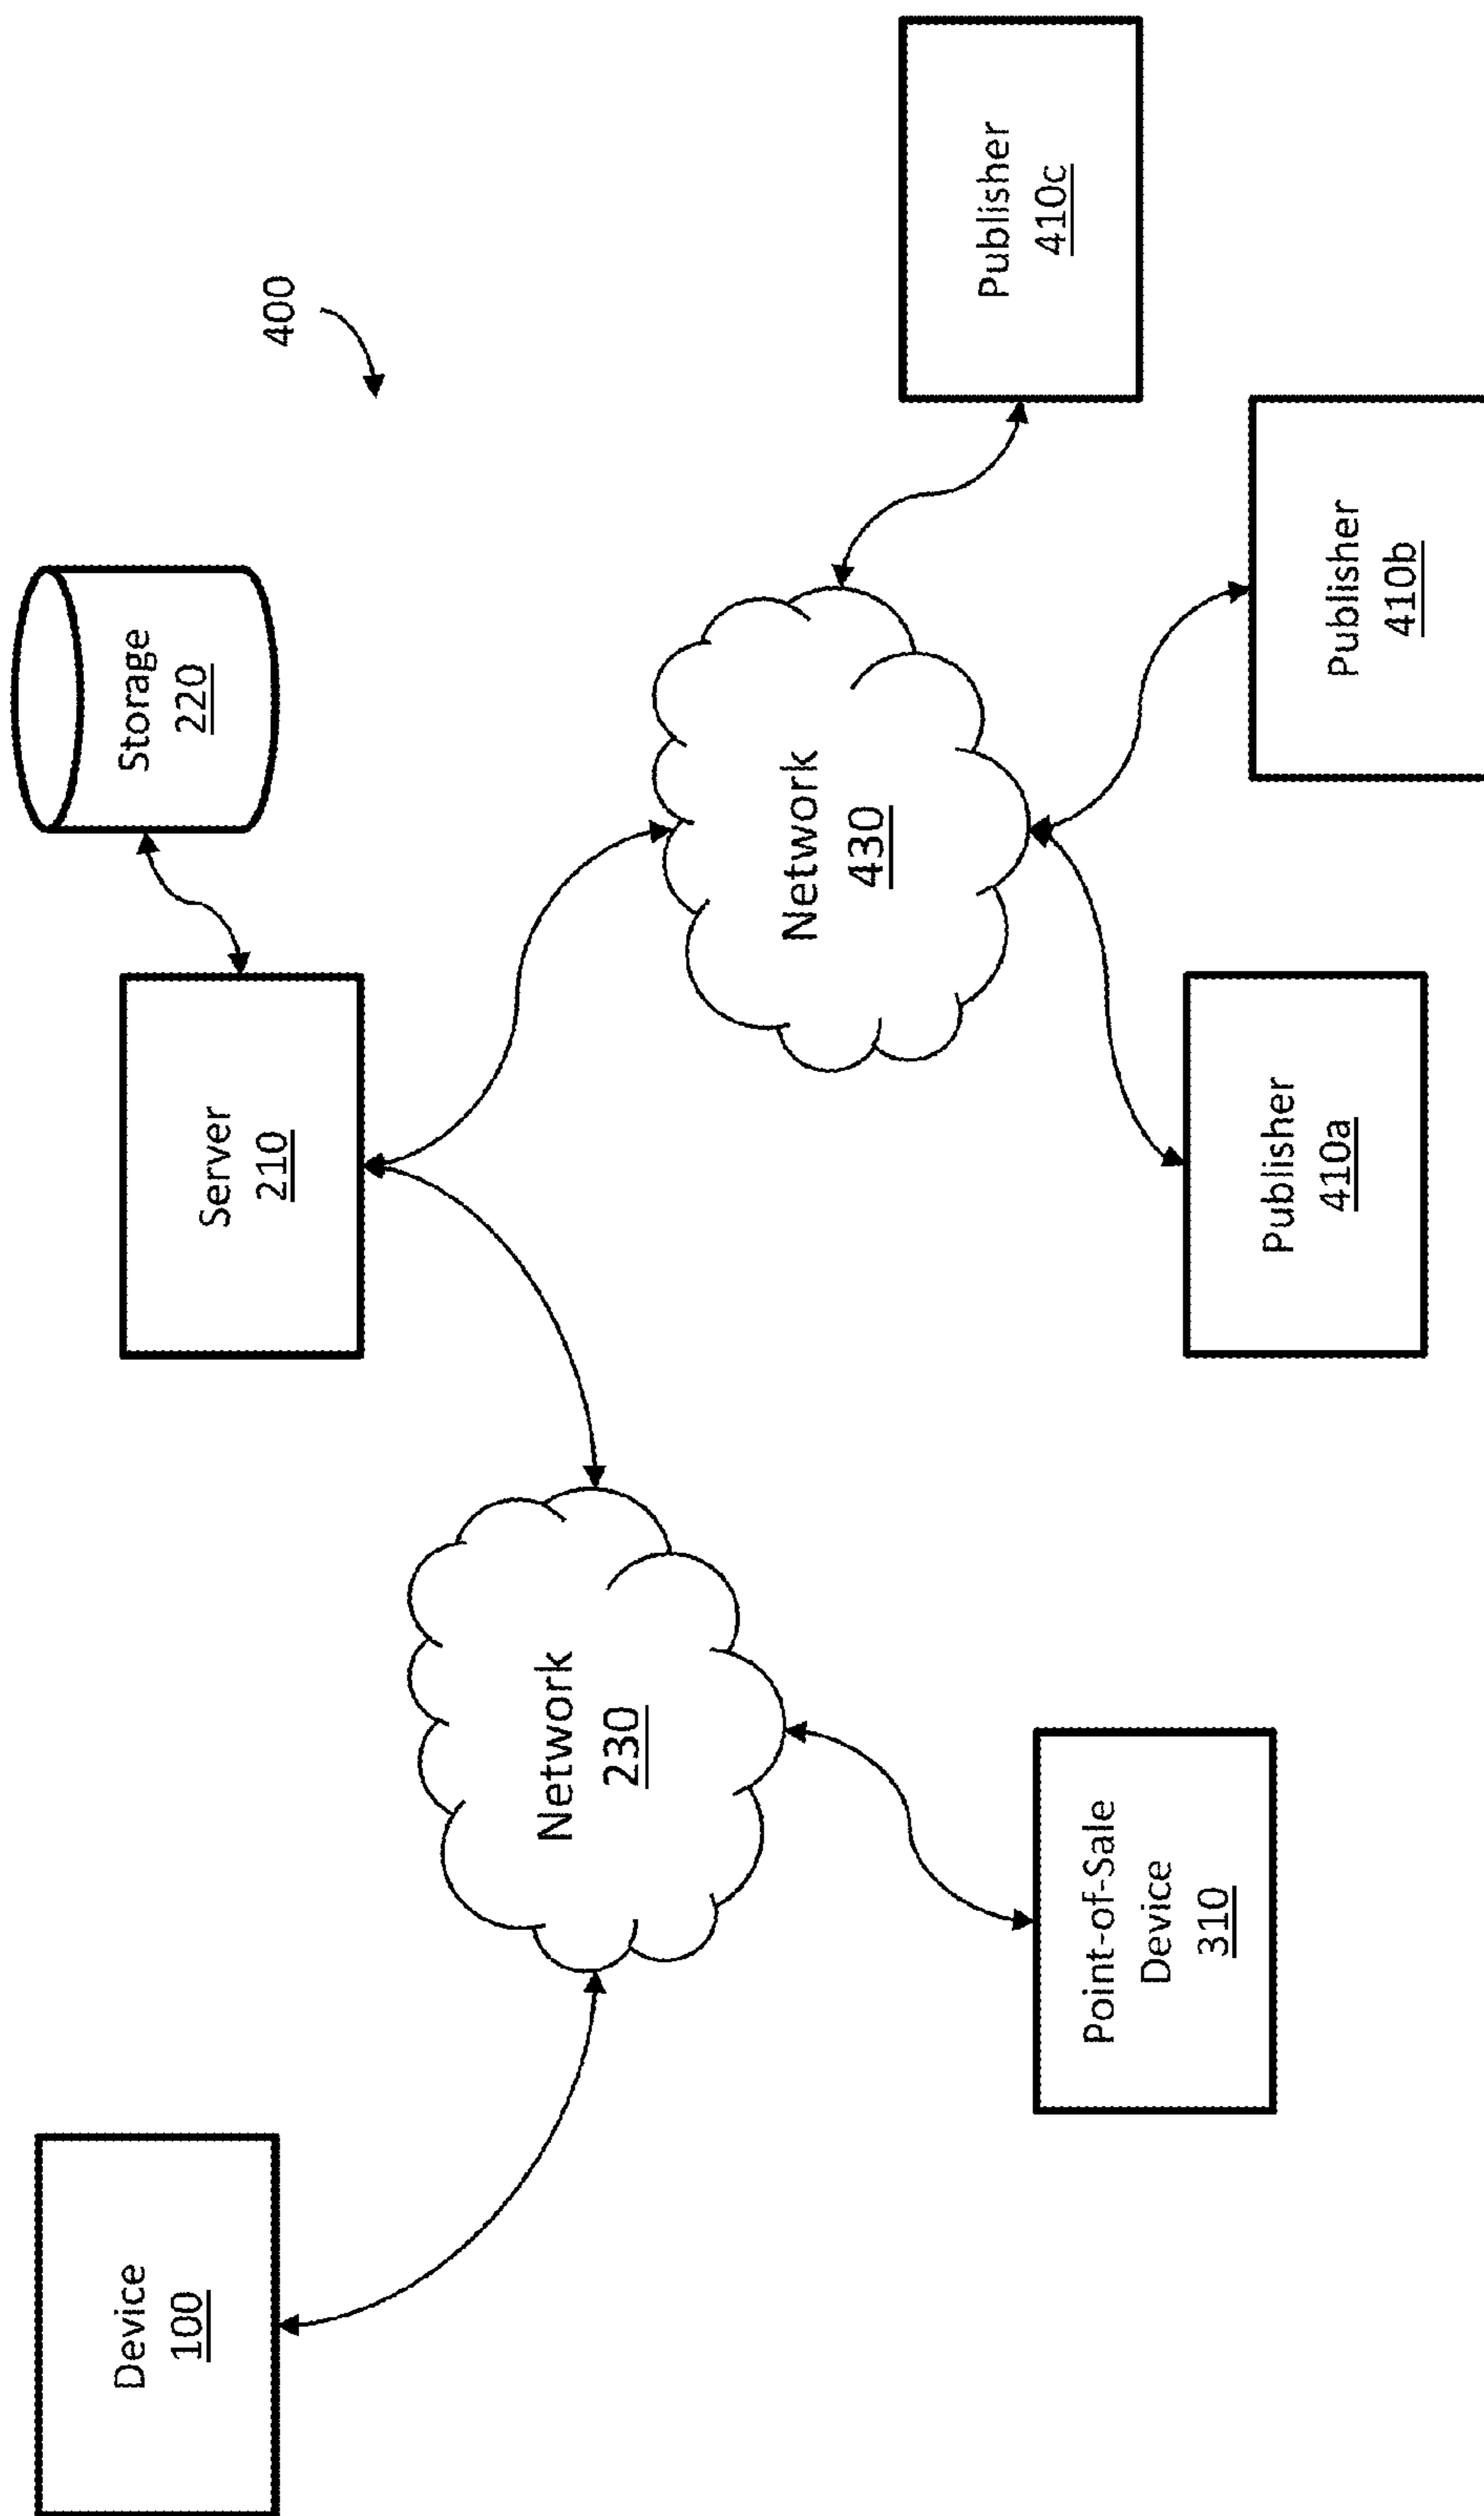 400
Storage
220
Server
210
Device
100
Network
230
Network
430
Point-of-Sale
Device
310
Publisher
410a
Publisher
410b
Publisher
410c